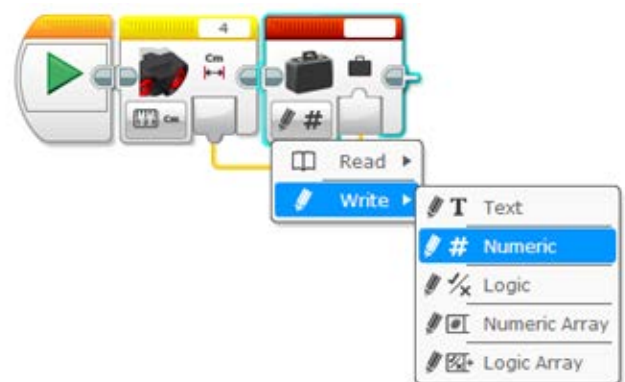 4
Cm
Cm
#
Read
Write
T Text
# Numeric
Logic
Numeric Array
Logic Array